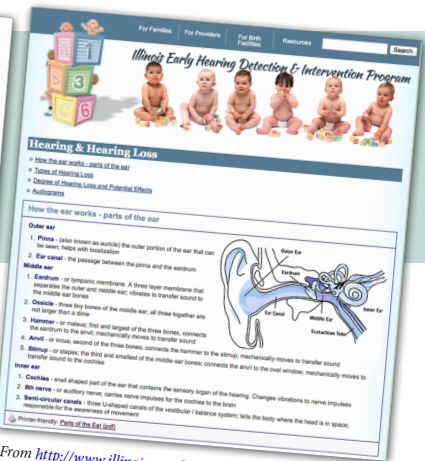 For Families
For Providers
For Birth
Facilities
Resources
Search
Illinois Early Hearing Detection & Intervention Program
1
B
3
C
6
Hearing & Hearing Loss
How the ear works - parts of the ear
Types of Hearing Loss
Degree of Hearing Loss and Potential Effects
Audiograms
How the ear works - parts of the ear
Outer ear
1. Pinna - (also known as auricle) the outer portion of the ear that can
be seen; helps with localization
2. Ear canal - the passage between the pinna and the eardrum
Middle ear
1. Eardrum - or tympanic membrane. A three layer membrane that
separates the outer and middle ear; vibrates to transfer sound to
the middle ear bones
2. Ossicle - three tiny bones of the middle ear; all three together are
not larger than a dime
3. Hammer - or maleus; first and largest of the three bones, connects
the eardrum to the anvil; mechanically moves to transfer sound
4. Anvil - or incus; second of the three bones; connects the hammer to the stirrup; mechanically moves to transfer sound
5. Stirrup - or stapes; the third and smallest of the middle ear bones; connects the anvil to the oval window; mechanically moves to
transfer sound to the cochlea
Inner ear
1. Cochlea - snail shaped part of the ear that contains the sensory organ of the hearing. Changes vibrations to nerve impulses
2. 8th nerve - or auditory nerve; carries nerve impulses for the cochlea to the brain
3. Semi-circular canals - three U-shaped canals of the vestibular / balance system; tells the body where the head is in space;
responsible for the awareness of movement
Outer Ear
Eardrum
Ear Canal
Middle Ear
Inner Ear
Eustachian Tube
Printer-friendly: Parts of the Ear (pdf)
From